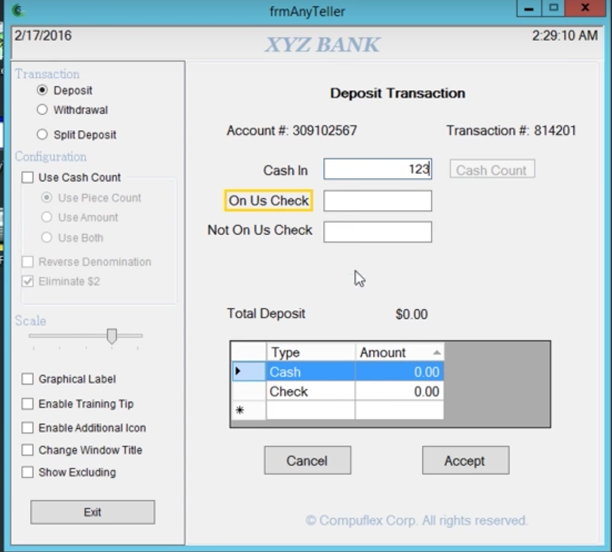 frmAnyTeller
2/17/2016
XYZ BANK
2:29:10 AM
Transaction
Deposit
Withdrawal
Split Deposit
Configuration
Use Cash Count
Use Piece Count
Use Amount
Use Both
Reverse Denomination
Eliminate $2
Scale
Graphical Label
Enable Training Tip
Enable Additional Icon
Change Window Title
Show Excluding
Exit
Deposit Transaction
Account #: 309102567 Transaction #: 814201
Cash In 123 Cash Count
On Us Check
Not On Us Check
Total Deposit $0.00
Type Amount
Cash 0.00
Check 0.00
Cancel Accept
© Compuflex Corp. All rights reserved.